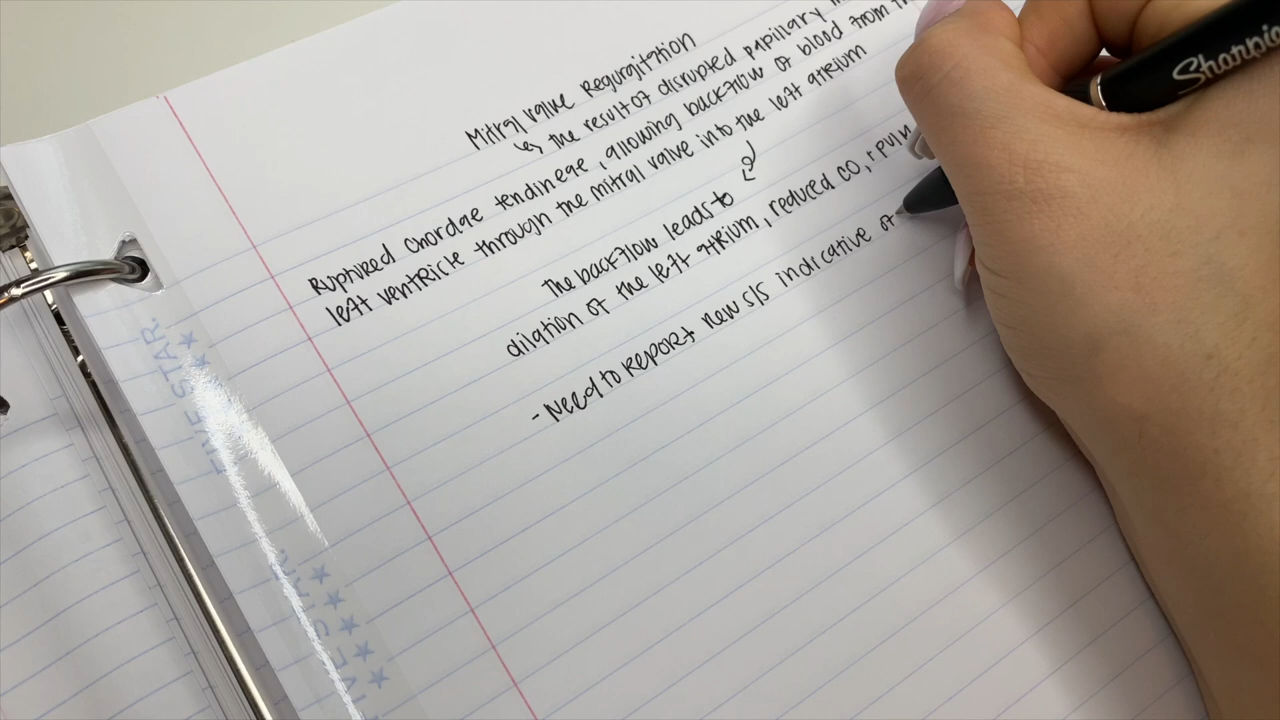 Mitral valve Regurgitation
↳ the result of disrupted papillary
Ruptured chordae tendineae, allowing backflow of blood from
left ventricle through the mitral valve into the left atrium
The backflow leads to
dilation of the left atrium, reduced CO, ↑ pulm
- Need to report new s/s indicative of
Sharpie
FIVE STAR.
FIVE STAR.